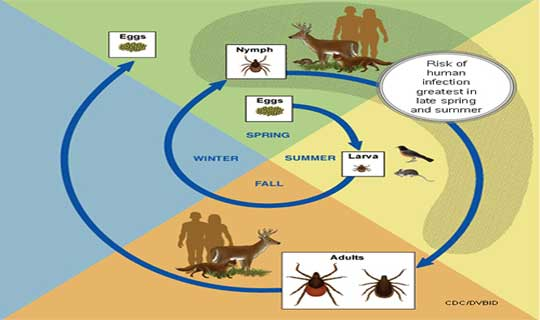 Eggs
Nymph
Risk of
human
infection
greatest in
late spring
and summer
Eggs
SPRING
WINTER
SUMMER
Larva
FALL
Adults
CDC/DVBID